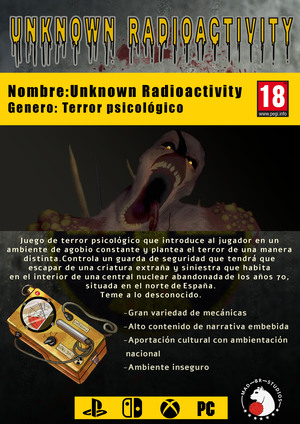 UNKNOWN RADIOACTIVITY
Nombre:Unknown Radioactivity
Genero: Terror psicológico
18
www.pegi.info
Juego de terror psicológico que introduce al jugador en un
ambiente de agobio constante y plantea el terror de una manera
distinta.Controla un guarda de seguridad que tendrá que
escapar de una criatura extraña y siniestra que habita
en el interior de una central nuclear abandonada de los años 70,
situada en el norte de España.
Teme a lo desconocido.
-Gran variedad de mecánicas
-Alto contenido de narrativa embebida
-Aportación cultural con ambientación
nacional
-Ambiente inseguro
MAD-BR-STUDIOS
PC